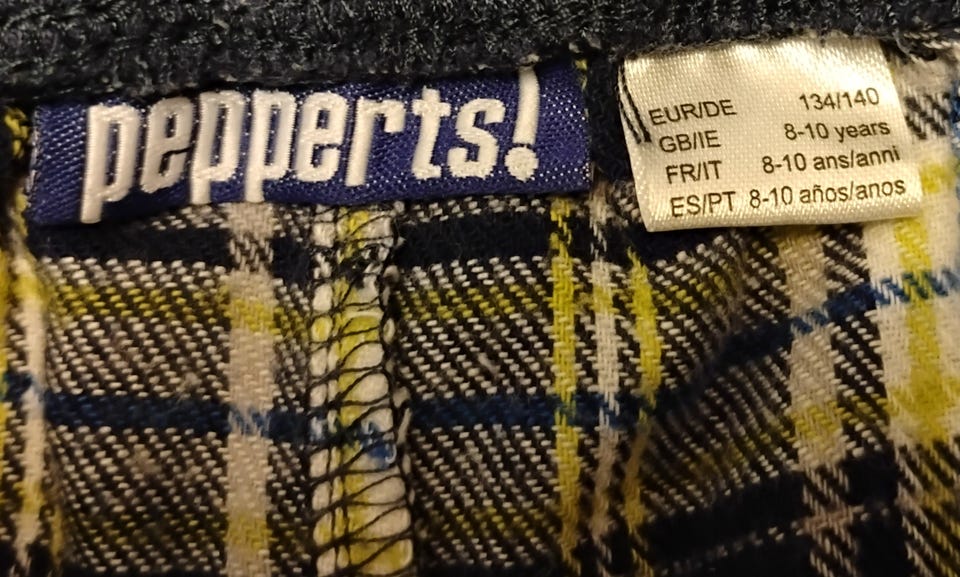 pepperts!
EUR/DE 134/140
GB/IE 8-10 years
FR/IT 8-10 ans/anni
ES/PT 8-10 años/anos